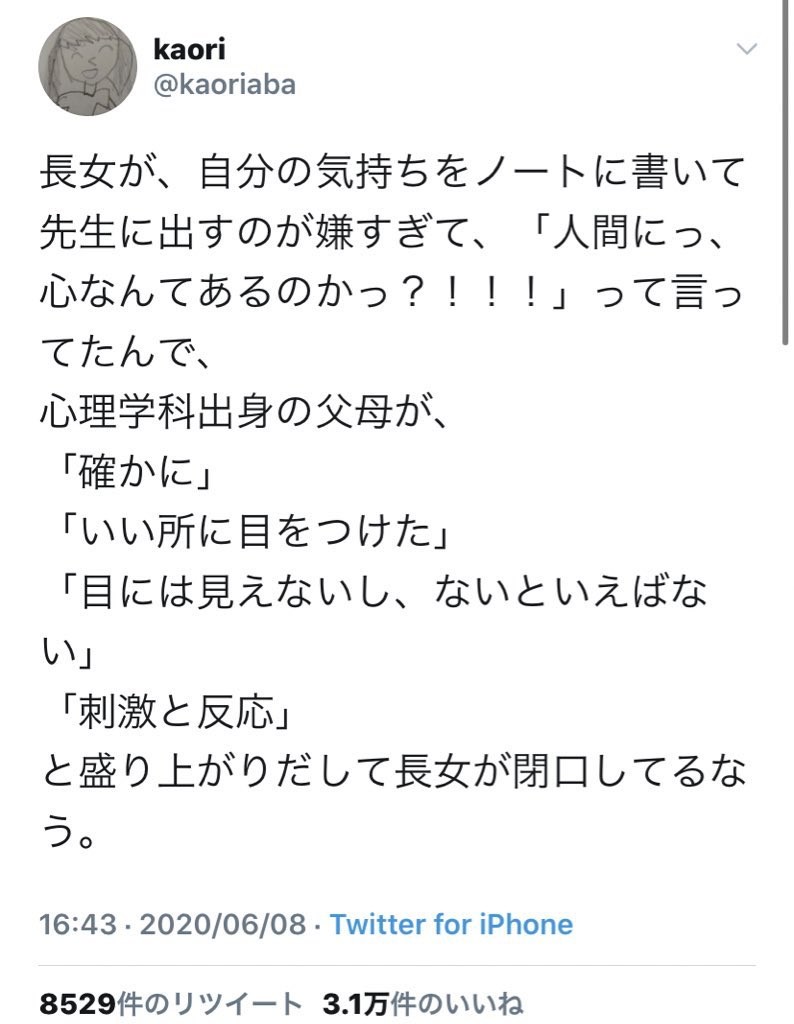 kaori
@kaoriaba
長女が、自分の気持ちをノートに書いて
先生に出すのが嫌すぎて、「人間にっ、
心なんてあるのかっ？！！！」って言っ
てたんで、
心理学科出身の父母が、
「確かに」
「いい所に目をつけた」
「目には見えないし、ないといえばな
い」
「刺激と反応」
と盛り上がりだして長女が閉口してるな
う。
16:43 · 2020/06/08 · Twitter for iPhone
8529件のリツイート 3.1万件のいいね